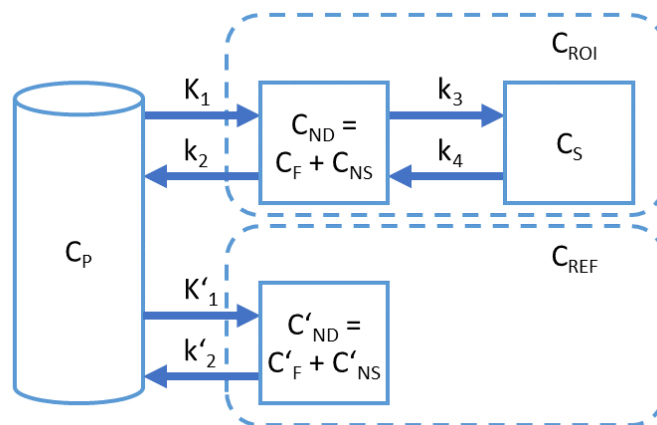 C_ROI
K_1
k_3
C_ND =
C_F + C_NS
C_S
k_2
k_4
C_P
C_REF
K‘_1
C‘_ND =
C‘_F + C‘_NS
k‘_2